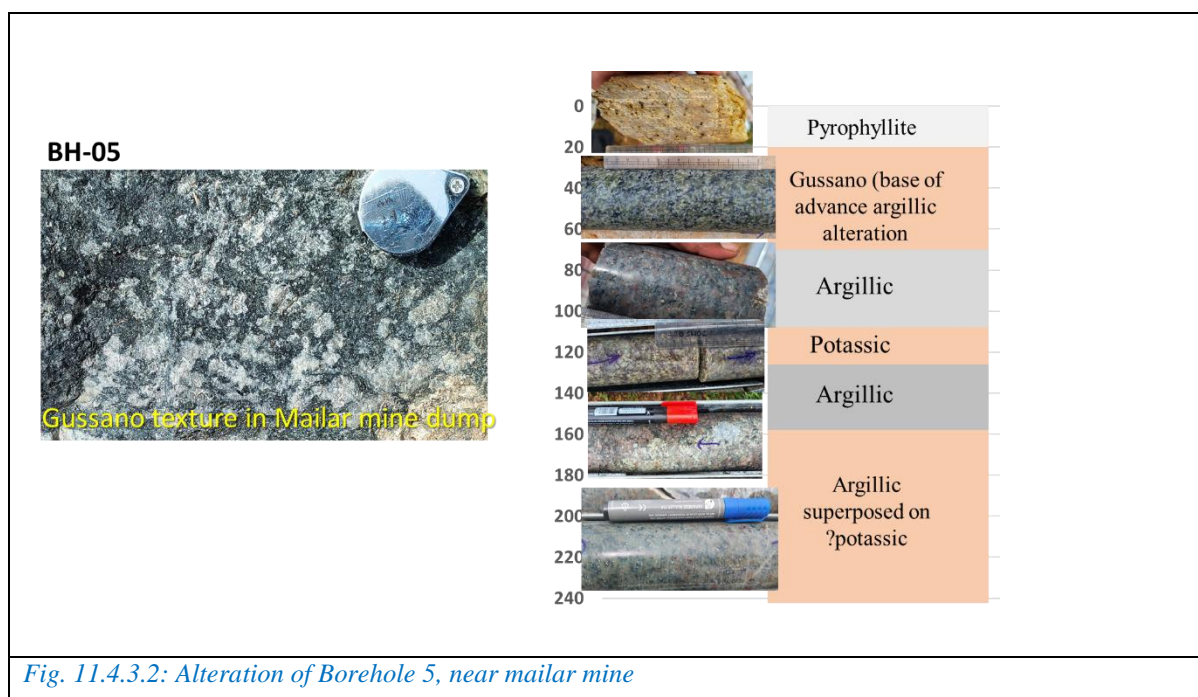 BH-05
Gussano texture in Mailar mine dump
0
20
40
60
80
100
120
140
160
180
200
220
240
Pyrophyllite
Gussano (base of
advance argillic
alteration
Argillic
Potassic
Argillic
Argillic
superposed on
?potassic
Fig. 11.4.3.2: Alteration of Borehole 5, near mailar mine